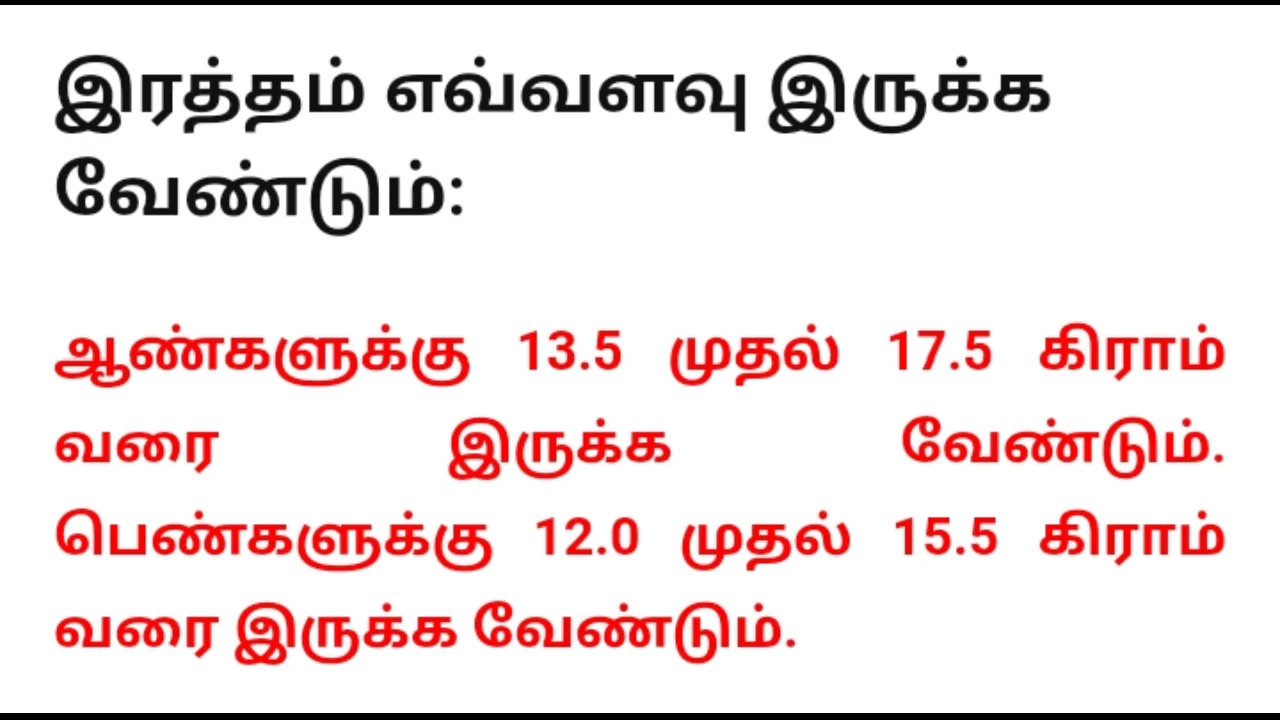 இரத்தம் எவ்வளவு இருக்க
வேண்டும்:
ஆண்களுக்கு 13.5 முதல் 17.5 கிராம்
வரை இருக்க வேண்டும்.
பெண்களுக்கு 12.0 முதல் 15.5 கிராம்
வரை இருக்க வேண்டும்.